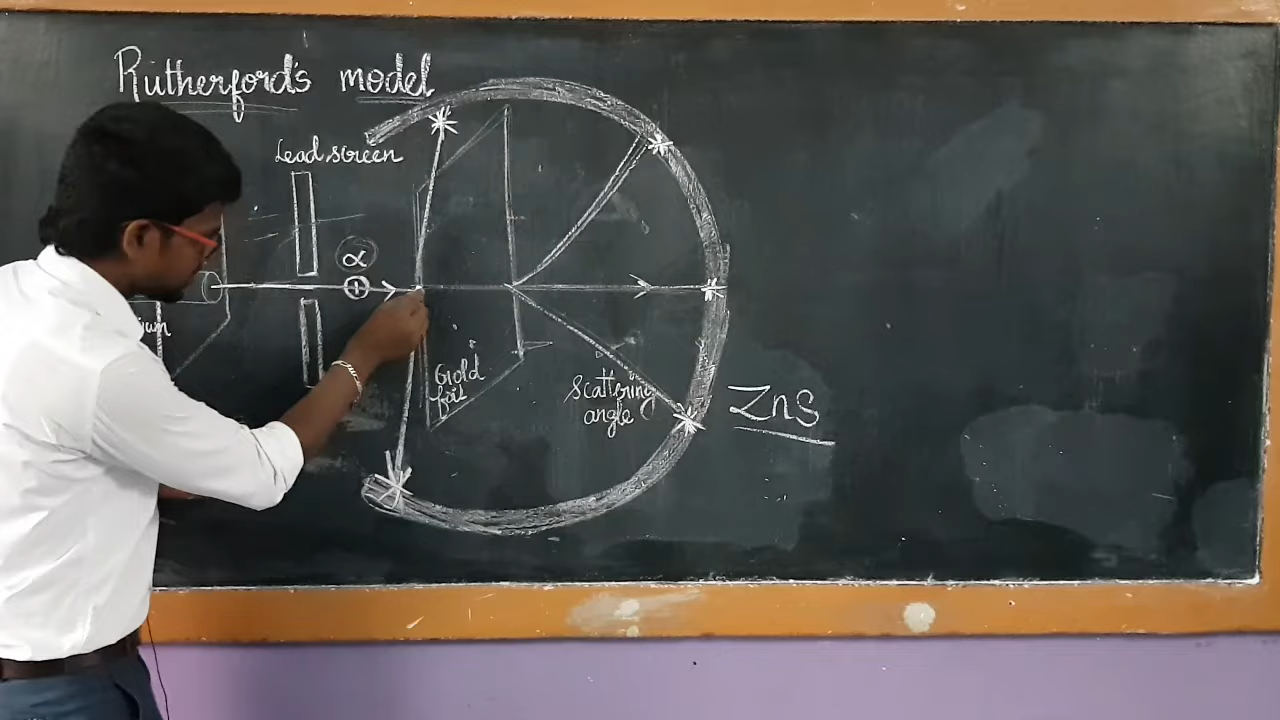 Rutherford's model
Lead screen
α
+
Gold
foil
Scattering
angle
ZnS